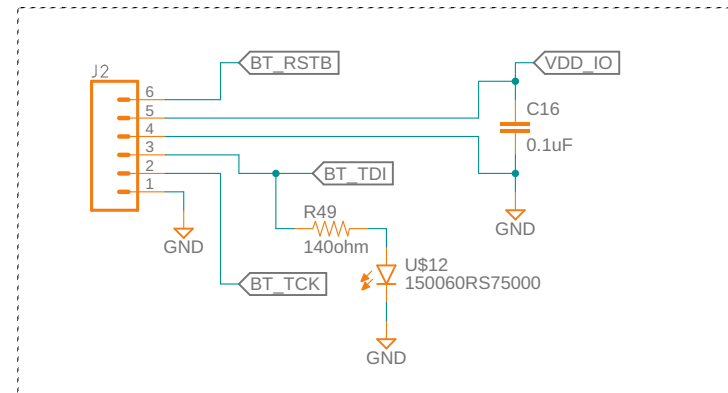 BT_RSTB
VDD_IO
J2
6
5
4
3
2
1
C16
0.1uF
BT_TDI
R49
140ohm
GND
GND
U$12
150060RS75000
BT_TCK
GND